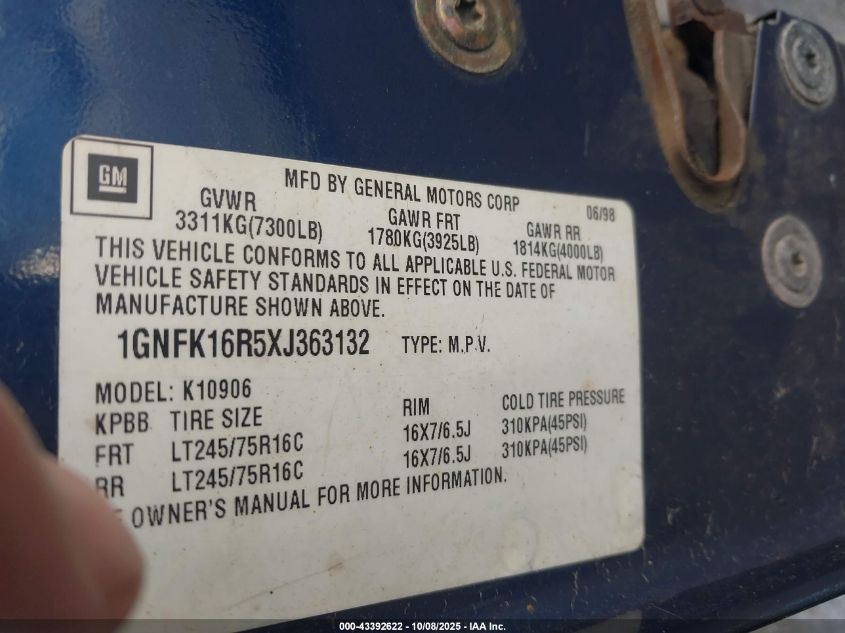 GM
MFD BY GENERAL MOTORS CORP 06/98
GVWR GAWR FRT GAWR RR
3311KG(7300LB) 1780KG(3925LB) 1814KG(4000LB)
THIS VEHICLE CONFORMS TO ALL APPLICABLE U.S. FEDERAL MOTOR
VEHICLE SAFETY STANDARDS IN EFFECT ON THE DATE OF
MANUFACTURE SHOWN ABOVE.
1GNFK16R5XJ363132 TYPE: M.P.V.
MODEL: K10906
KPBB TIRE SIZE RIM COLD TIRE PRESSURE
FRT LT245/75R16C 16X7/6.5J 310KPA(45PSI)
RR LT245/75R16C 16X7/6.5J 310KPA(45PSI)
OWNER'S MANUAL FOR MORE INFORMATION.
000-43392622 - 10/08/2025 - IAA Inc.